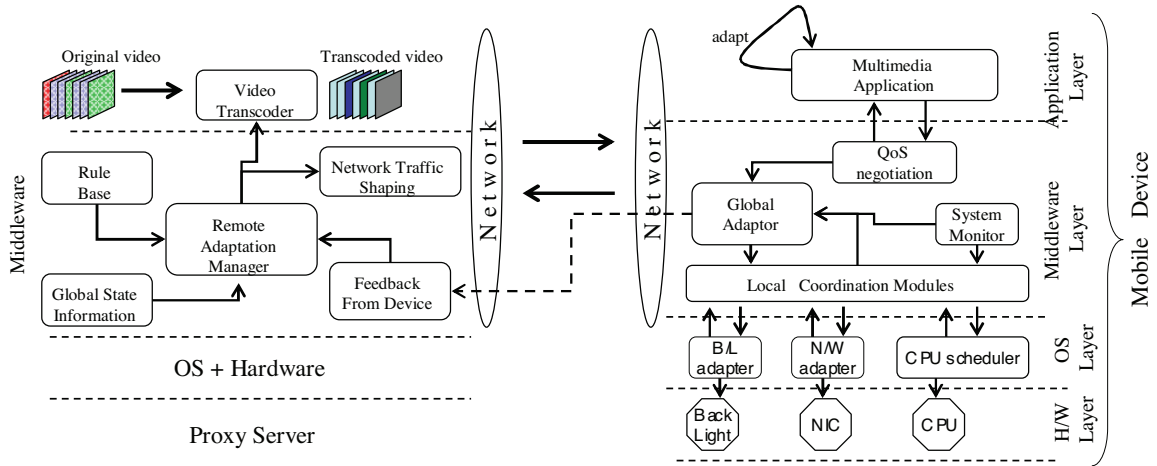 Original video
Transcoded video
Video
Transcoder
Middleware
Rule
Base
Network Traffic
Shaping
Remote
Adaptation
Manager
Global State
Information
Feedback
From Device
OS + Hardware
Proxy Server
Network
Network
adapt
Multimedia
Application
QoS
negotiation
Global
Adaptor
System
Monitor
Local Coordination Modules
B/L
adapter
N/W
adapter
CPU scheduler
Back
Light
NIC
CPU
Application
Layer
Middleware
Layer
OS
Layer
H/W
Layer
Mobile Device